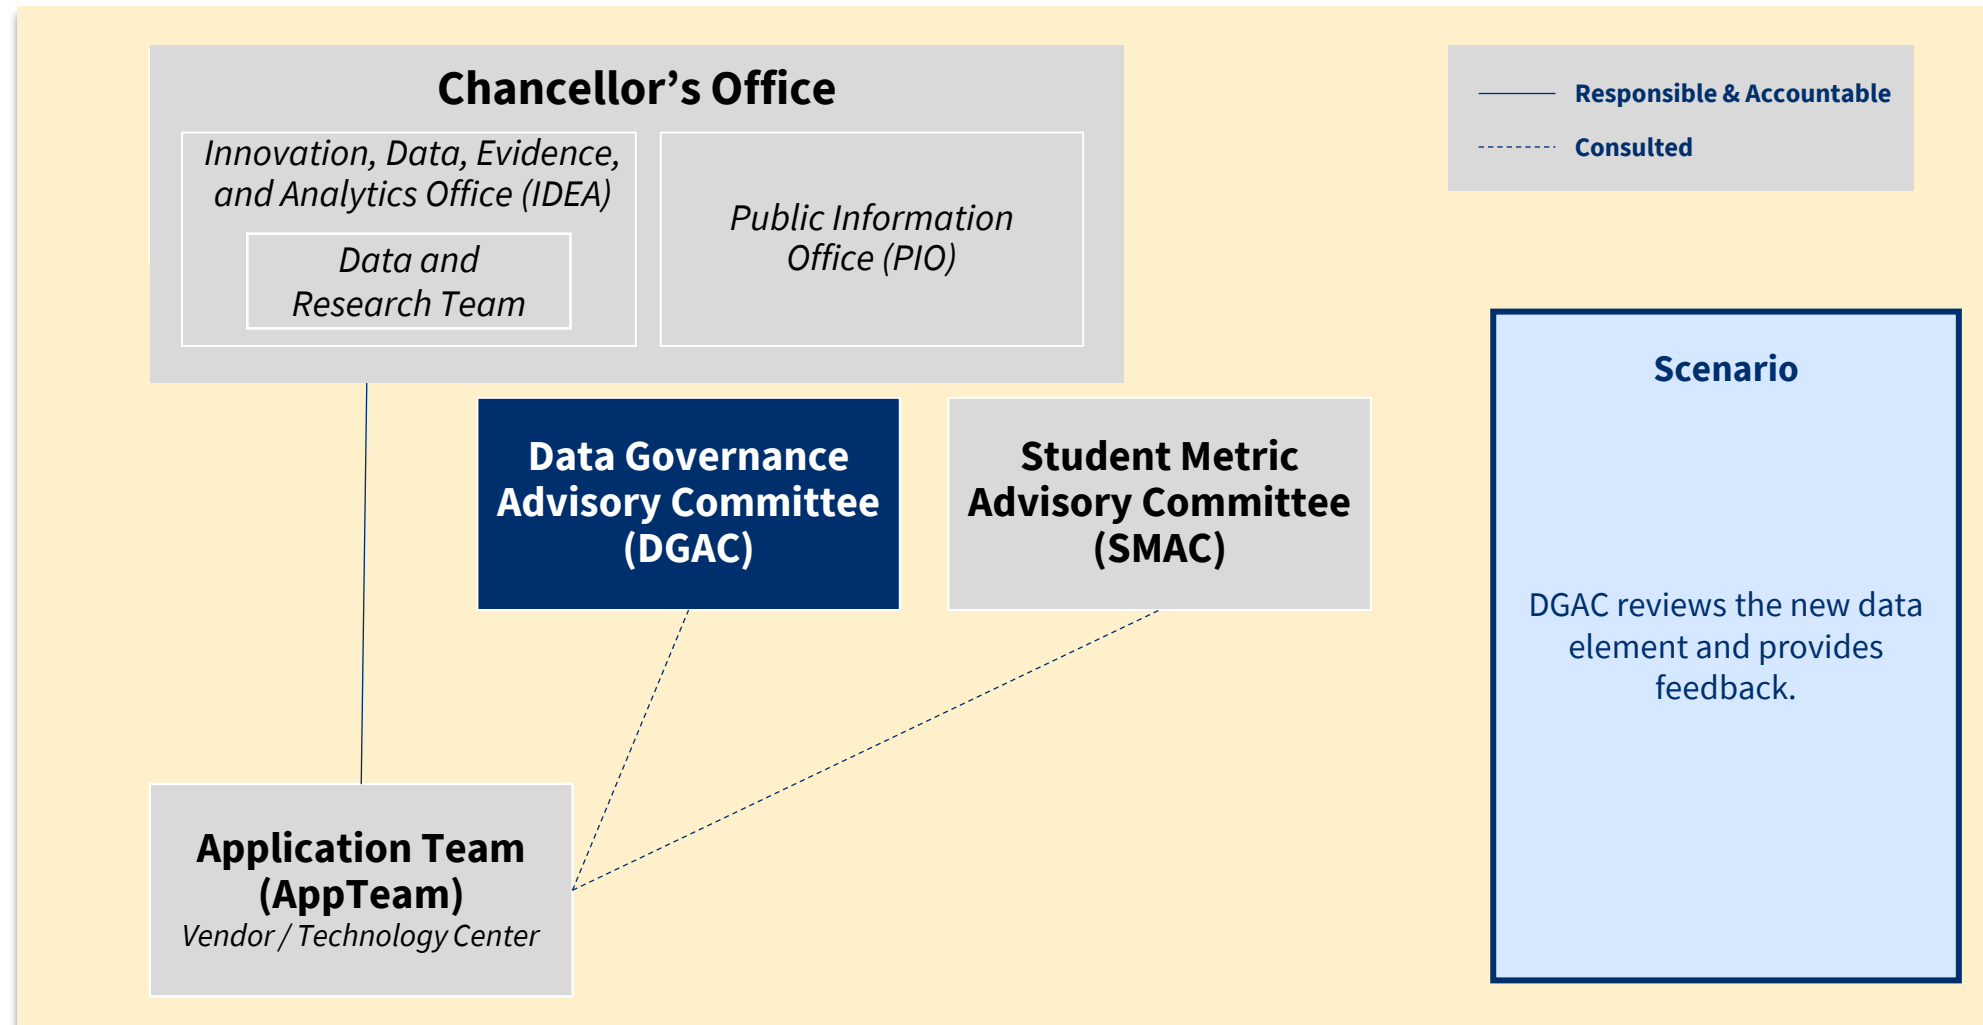 Chancellor’s Office
Innovation, Data, Evidence,
and Analytics Office (IDEA)
Data and
Research Team
Public Information
Office (PIO)
Responsible & Accountable
Consulted
Data Governance
Advisory Committee
(DGAC)
Student Metric
Advisory Committee
(SMAC)
Scenario
DGAC reviews the new data
element and provides
feedback.
Application Team
(AppTeam)
Vendor / Technology Center